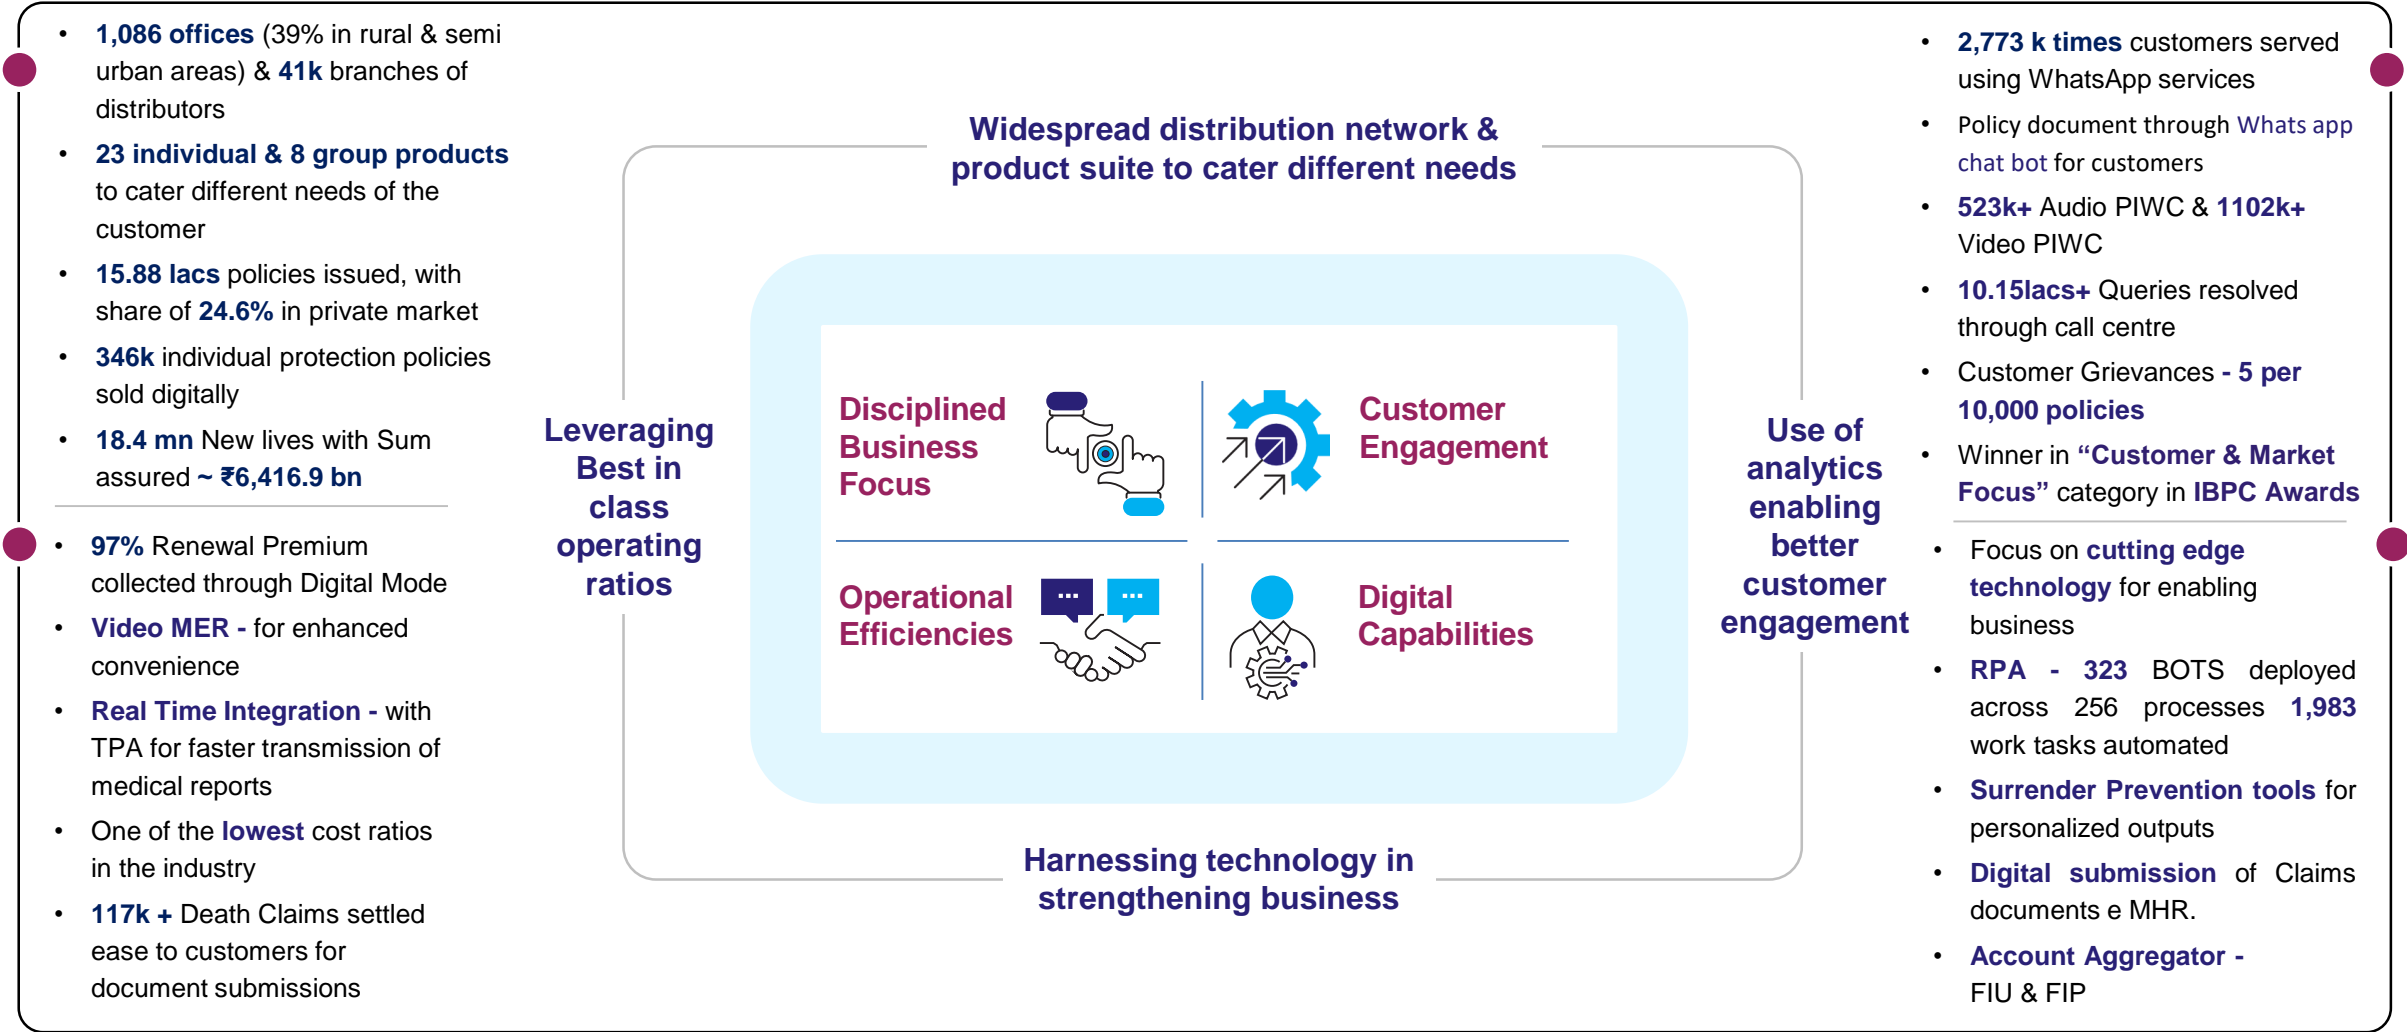 • 1,086 offices (39% in rural & semi
urban areas) & 41k branches of
distributors
• 23 individual & 8 group products
to cater different needs of the
customer
• 15.88 lacs policies issued, with
share of 24.6% in private market
• 346k individual protection policies
sold digitally
• 18.4 mn New lives with Sum
assured ~ ₹6,416.9 bn
• 97% Renewal Premium
collected through Digital Mode
• Video MER - for enhanced
convenience
• Real Time Integration - with
TPA for faster transmission of
medical reports
• One of the lowest cost ratios
in the industry
• 117k + Death Claims settled
ease to customers for
document submissions
Widespread distribution network &
product suite to cater different needs
Leveraging
Best in
class
operating
ratios
Disciplined
Business
Focus
Customer
Engagement
Operational
Efficiencies
Digital
Capabilities
Use of
analytics
enabling
better
customer
engagement
Harnessing technology in
strengthening business
• 2,773 k times customers served
using WhatsApp services
• Policy document through Whats app
chat bot for customers
• 523k+ Audio PIWC & 1102k+
Video PIWC
• 10.15lacs+ Queries resolved
through call centre
• Customer Grievances - 5 per
10,000 policies
• Winner in “Customer & Market
Focus” category in IBPC Awards
• Focus on cutting edge
technology for enabling
business
• RPA - 323 BOTS deployed
across 256 processes 1,983
work tasks automated
• Surrender Prevention tools for
personalized outputs
• Digital submission of Claims
documents e MHR.
• Account Aggregator -
FIU & FIP